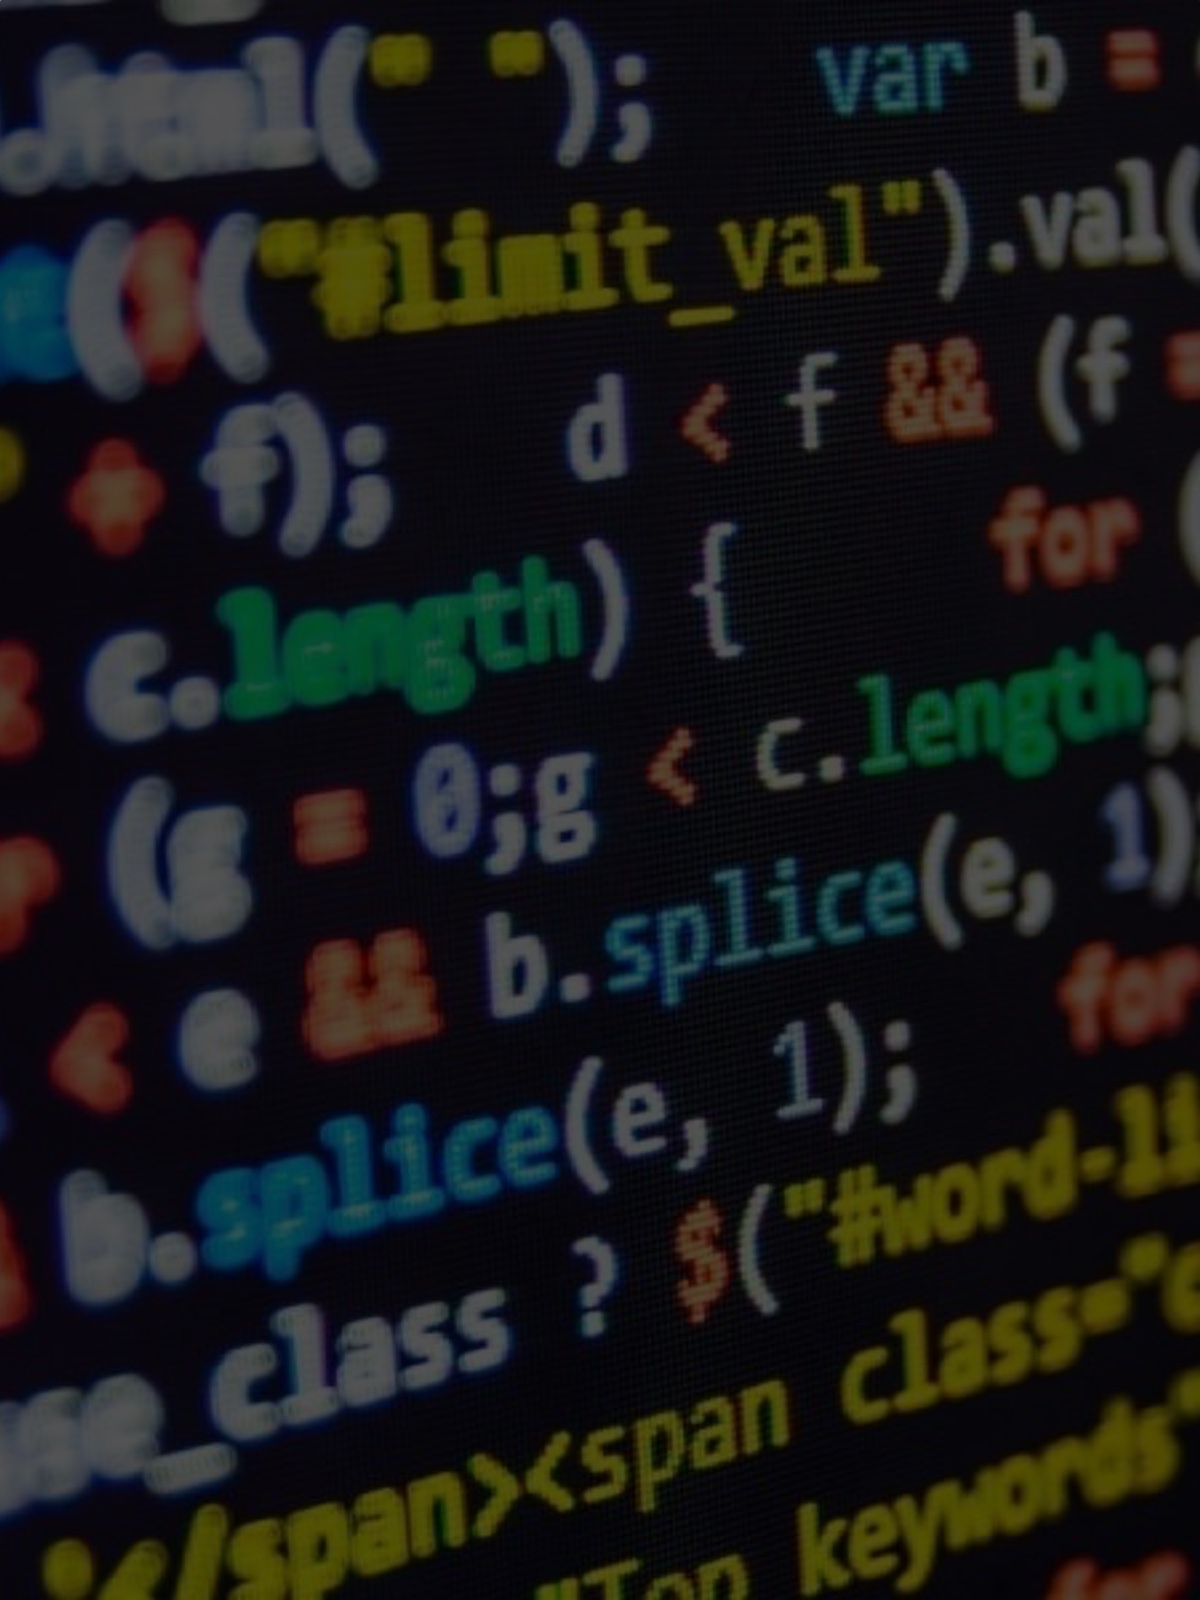 .html(" ");   var b =
($("#limit_val").val(
+ f);   d < f && (f =
c.length) {   for (
(g = 0;g < c.length;
< e && b.splice(e, 1);
b.splice(e, 1);   for
_class ? $("#word-li
</span><span class="
"Top keywords"
for